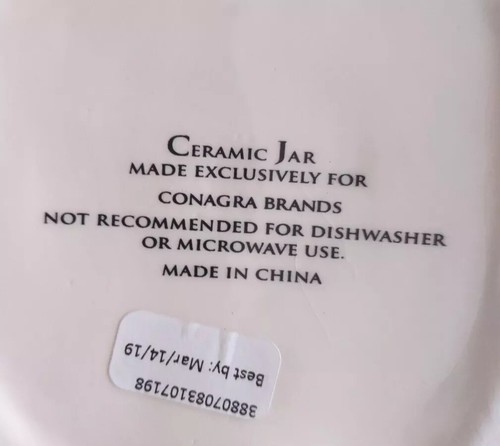 CERAMIC JAR
MADE EXCLUSIVELY FOR
CONAGRA BRANDS
NOT RECOMMENDED FOR DISHWASHER
OR MICROWAVE USE.
MADE IN CHINA
38807083107198
Best by: Mar/14/19